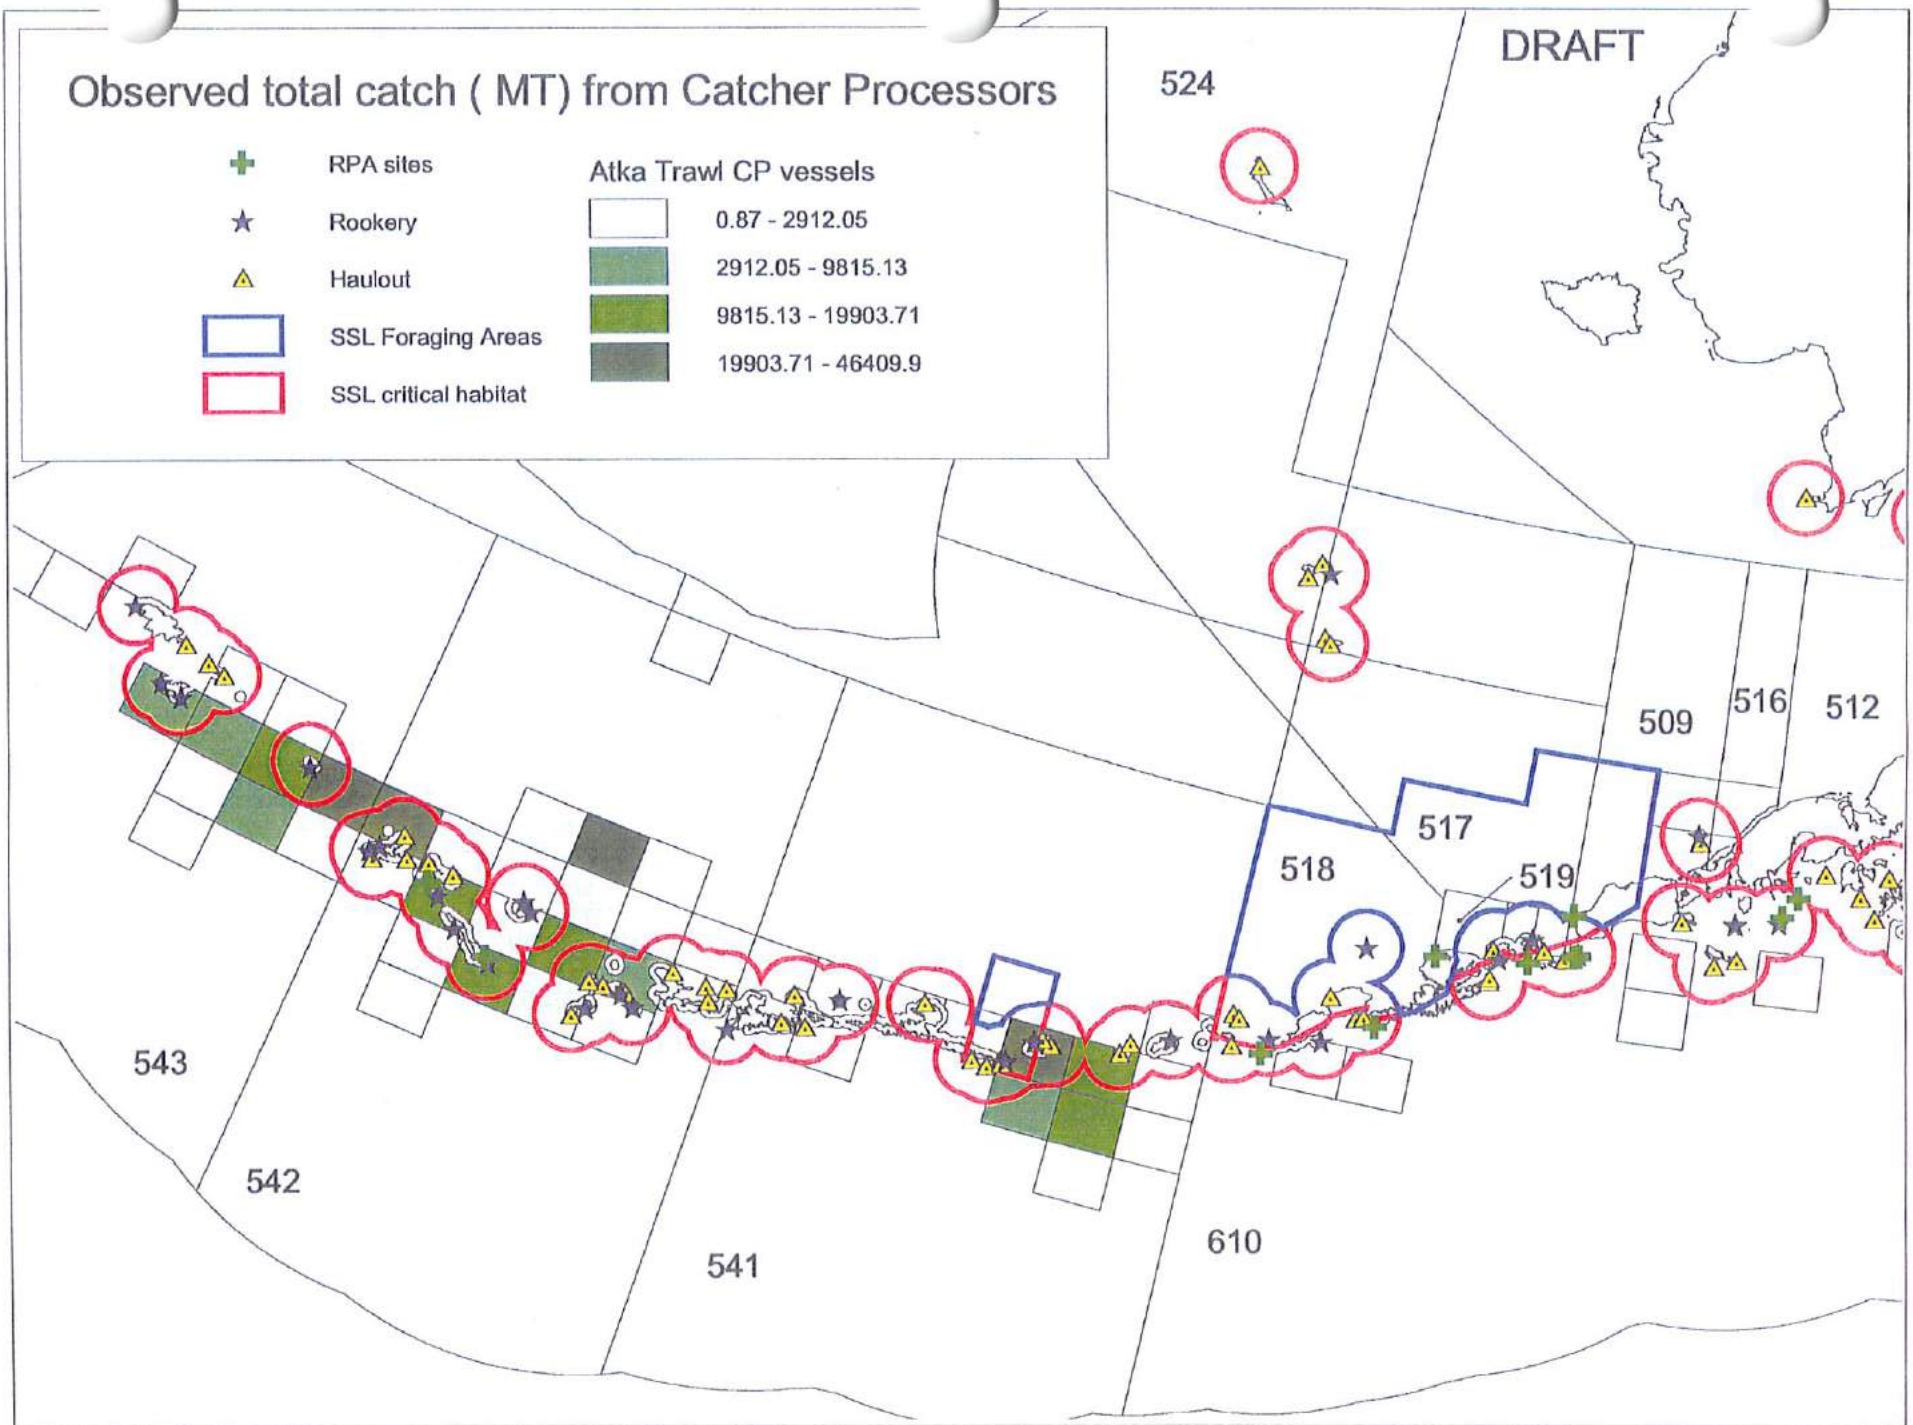 DRAFT
Observed total catch ( MT) from Catcher Processors
RPA sites
Rookery
Haulout
SSL Foraging Areas
SSL critical habitat
Atka Trawl CP vessels
0.87 - 2912.05
2912.05 - 9815.13
9815.13 - 19903.71
19903.71 - 46409.9
524
509
516
512
517
518
519
543
542
541
610